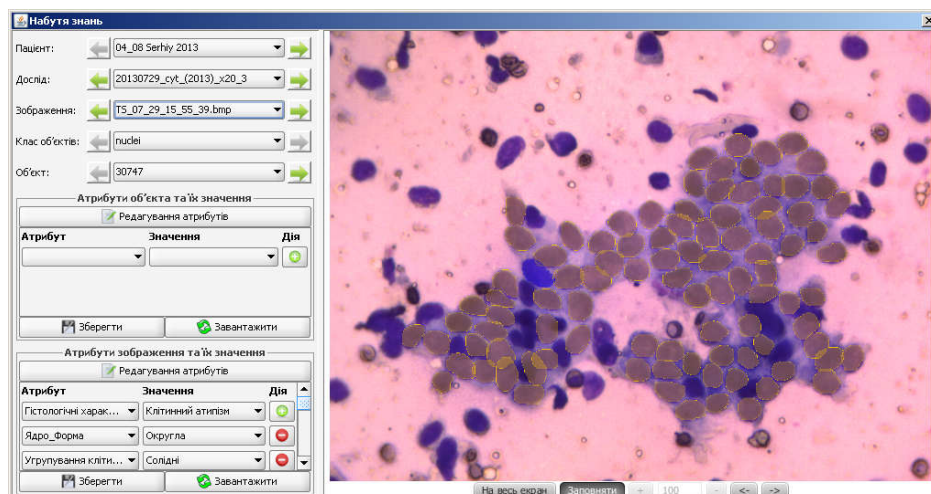 Набутя знань
Пацієнт: 04_08 Serhiy 2013
Дослід: 20130729_cyt_(2013)_x20_3
Зображення: TS_07_29_15_55_39.bmp
Клас об'єктів: nuclei
Об'єкт: 30747
Атрибути об'єкта та їх значення
Редагування атрибутів
Атрибут Значення Дія
Зберегти Завантажити
Атрибути зображення та їх значення
Редагування атрибутів
Атрибут Значення Дія
Гістологічні харак... Клітинний атипізм
Ядро_Форма Округла
Угрупування кліти... Солідні
Зберегти Завантажити
На весь екран Заповняти + 100 - <- ->